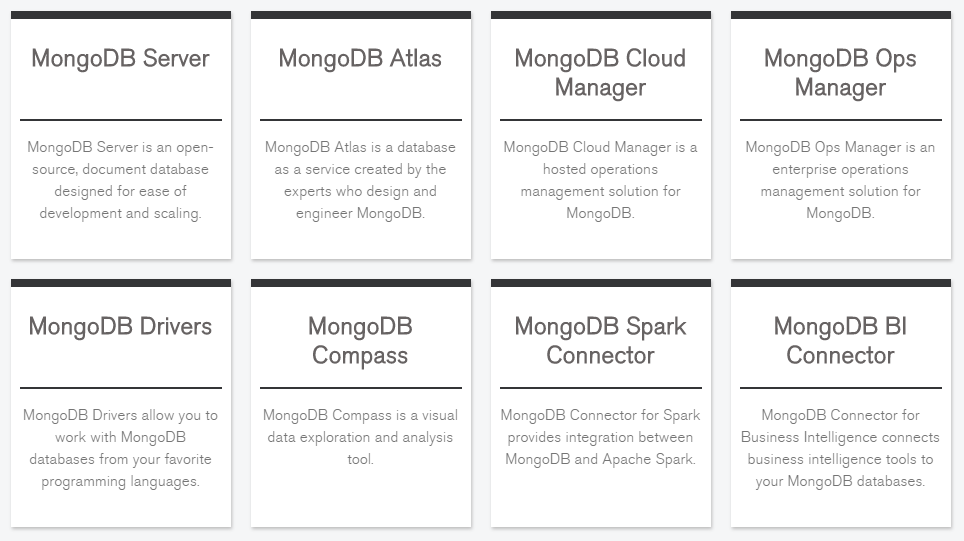 MongoDB Server
MongoDB Server is an open-
source, document database
designed for ease of
development and scaling.
MongoDB Atlas
MongoDB Atlas is a database
as a service created by the
experts who design and
engineer MongoDB.
MongoDB Cloud
Manager
MongoDB Cloud Manager is a
hosted operations
management solution for
MongoDB.
MongoDB Ops
Manager
MongoDB Ops Manager is an
enterprise operations
management solution for
MongoDB.
MongoDB Drivers
MongoDB Drivers allow you to
work with MongoDB
databases from your favorite
programming languages.
MongoDB
Compass
MongoDB Compass is a visual
data exploration and analysis
tool.
MongoDB Spark
Connector
MongoDB Connector for Spark
provides integration between
MongoDB and Apache Spark.
MongoDB BI
Connector
MongoDB Connector for
Business Intelligence connects
business intelligence tools to
your MongoDB databases.